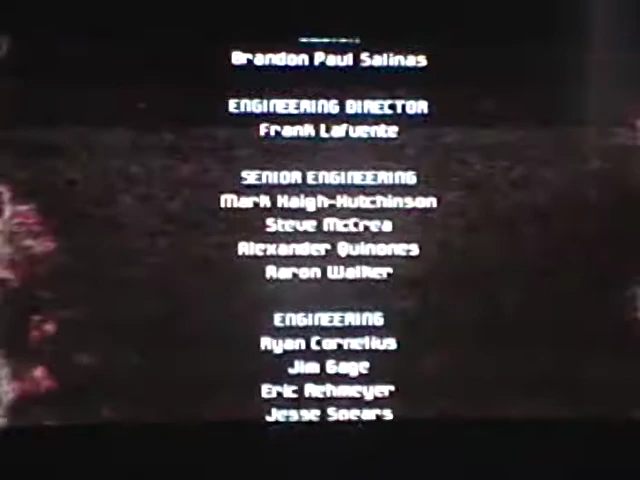 Brandon Paul Salinas
ENGINEERING DIRECTOR
Frank Lafuente
SENIOR ENGINEERING
Mark Haigh-Hutchinson
Steve McCrea
Alexander Quinones
Aaron Walker
ENGINEERING
Ryan Cornelius
Jim Gage
Eric Rehmeyer
Jesse Spears